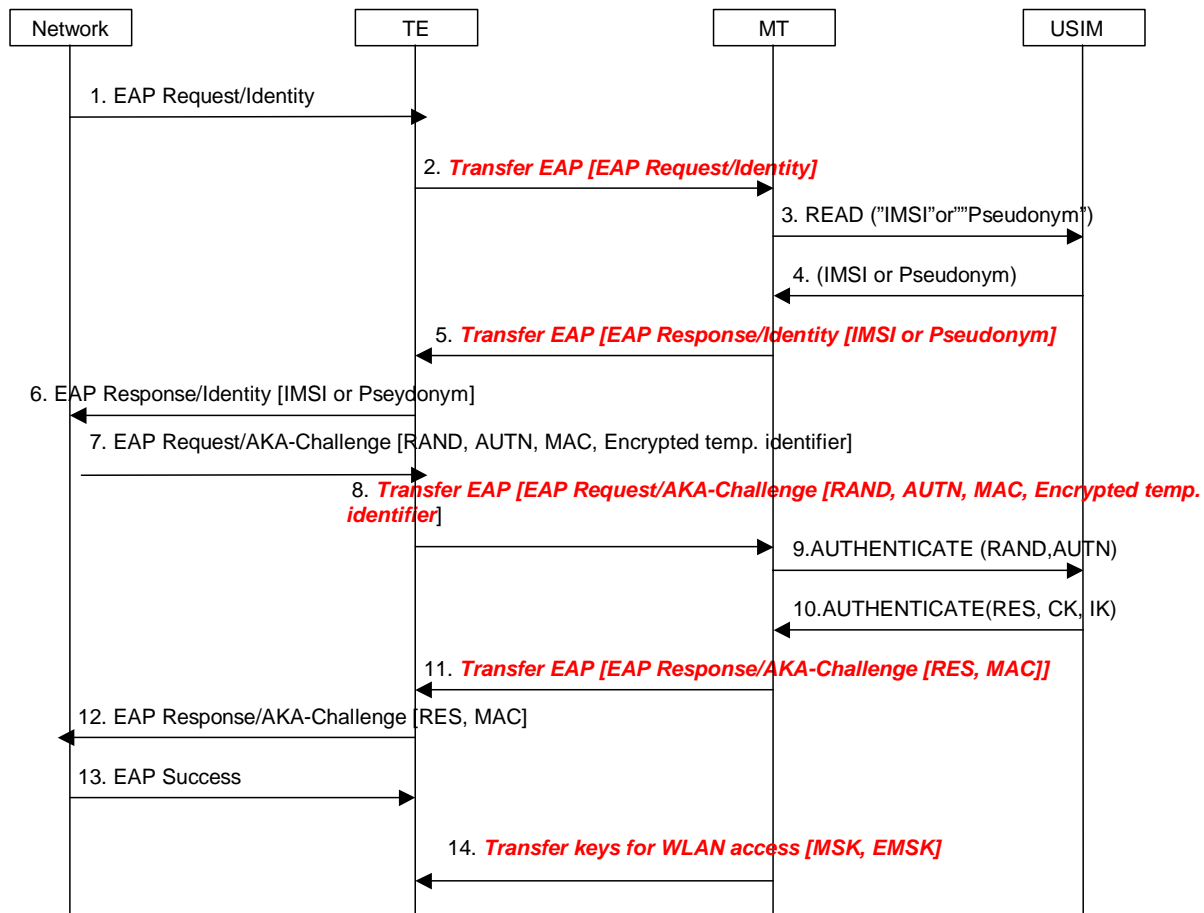 Network
TE
MT
USIM
1. EAP Request/Identity
2. Transfer EAP [EAP Request/Identity]
3. READ (”IMSI”or””Pseudonym”)
4. (IMSI or Pseudonym)
5. Transfer EAP [EAP Response/Identity [IMSI or Pseudonym]
6. EAP Response/Identity [IMSI or Pseydonym]
7. EAP Request/AKA-Challenge [RAND, AUTN, MAC, Encrypted temp. identifier]
8. Transfer EAP [EAP Request/AKA-Challenge [RAND, AUTN, MAC, Encrypted temp.
identifier]
9.AUTHENTICATE (RAND,AUTN)
10.AUTHENTICATE(RES, CK, IK)
11. Transfer EAP [EAP Response/AKA-Challenge [RES, MAC]]
12. EAP Response/AKA-Challenge [RES, MAC]
13. EAP Success
14. Transfer keys for WLAN access [MSK, EMSK]